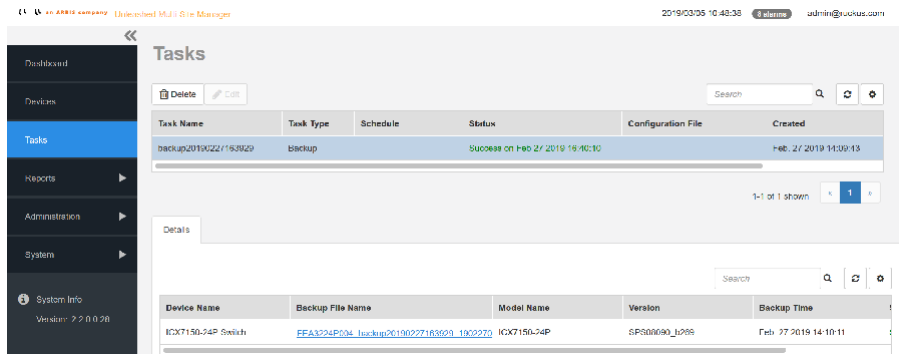 an ARRIS company Unleashed Multi-Site Manager
2019/03/05 10:48:38 8 alarms admin@ruckus.com
Dashboard
Devices
Tasks
Reports
Administration
System
System Info
Version: 2.2.0.0.28
Tasks
Delete Edit
Search
Task Name Task Type Schedule Status Configuration File Created
backup20190227163929 Backup Success on Feb 27 2019 16:40:10 Feb. 27 2019 14:09:43
1-1 of 1 shown « 1 »
Details
Search
Device Name Backup File Name Model Name Version Backup Time
ICX7150-24P Switch FEA3224P004_backup20190227163929_1902270 ICX7150-24P SPS08090_b269 Feb. 27 2019 14:10:11